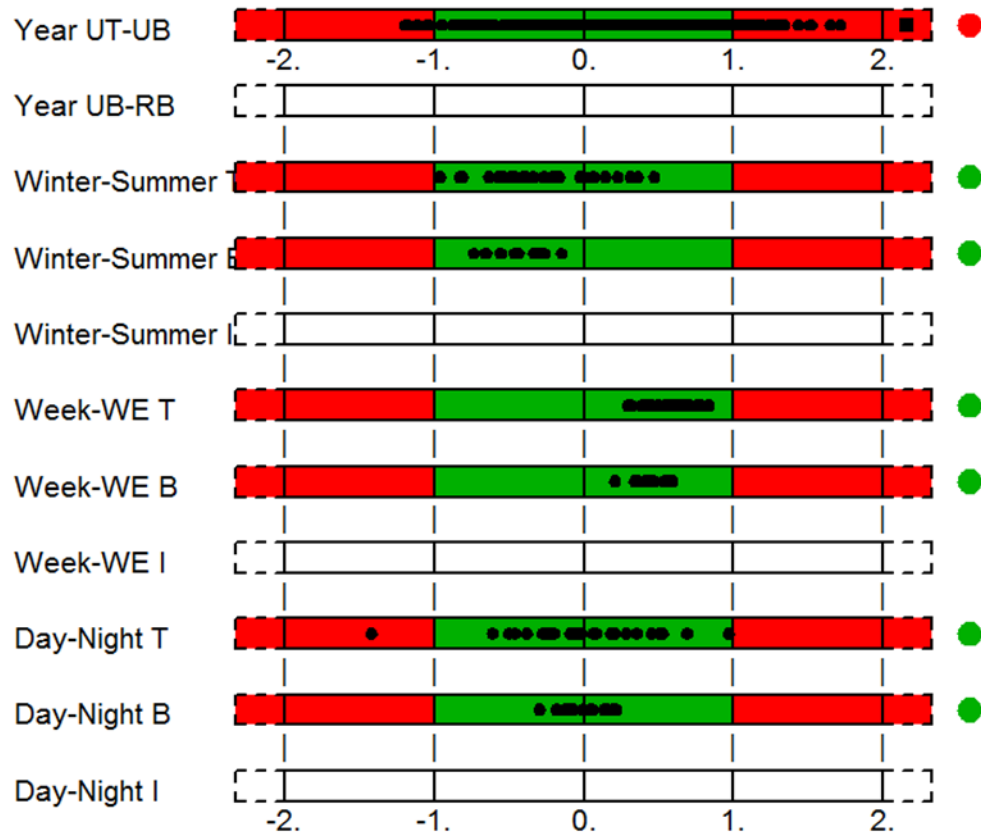 Year UT-UB
-2. -1. 0. 1. 2.
Year UB-RB
Winter-Summer T
Winter-Summer B
Winter-Summer I
Week-WE T
Week-WE B
Week-WE I
Day-Night T
Day-Night B
Day-Night I
-2. -1. 0. 1. 2.